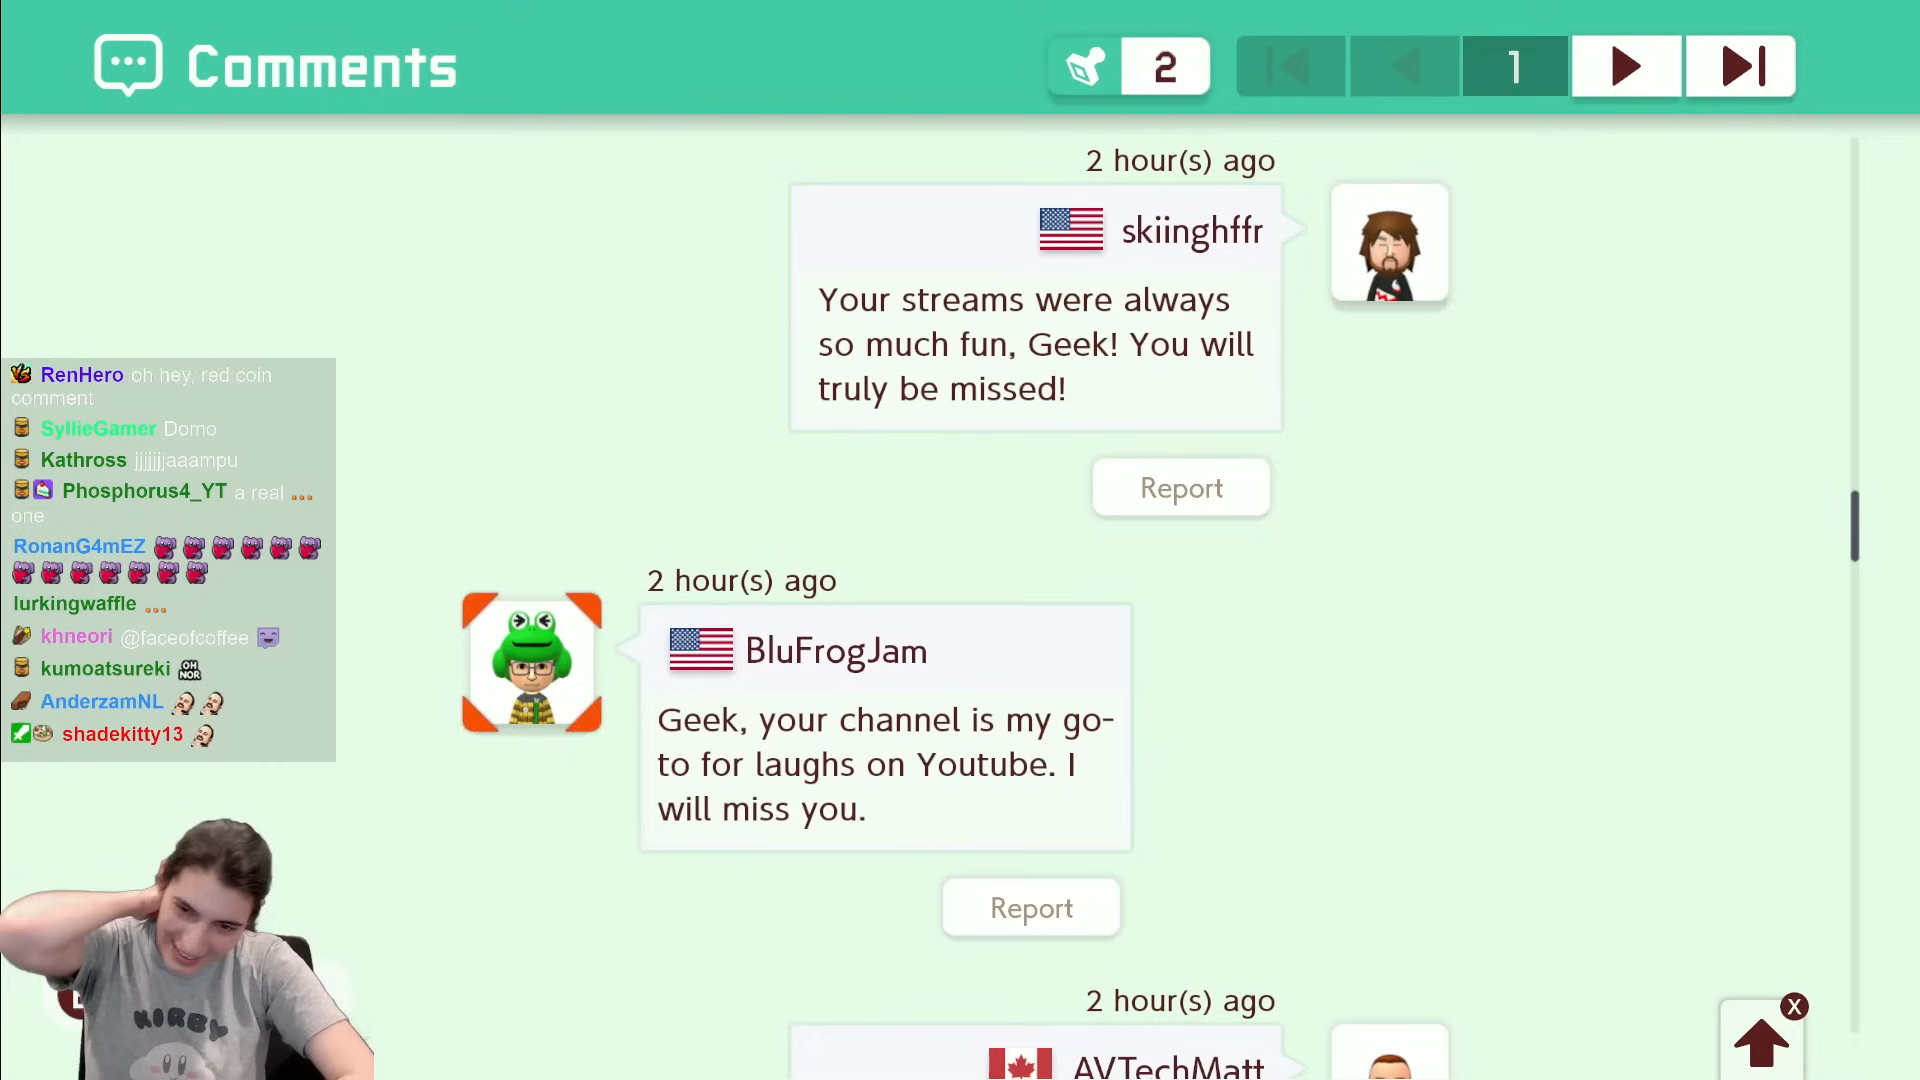 Comments
2
1
2 hour(s) ago
skiinghffr
Your streams were always
so much fun, Geek! You will
truly be missed!
Report
RenHero oh hey, red coin
comment
SyllieGamer Domo
Kathross jjjjjjjaaampu
Phosphorus4_YT a real
one
RonanG4mEZ
lurkingwaffle
khneori @faceofcoffee
kumoatsureki OH NOR
AnderzamNL
shadekitty13
2 hour(s) ago
BluFrogJam
Geek, your channel is my go-
to for laughs on Youtube. I
will miss you.
Report
2 hour(s) ago
AVTechMatt
X
KIRBY